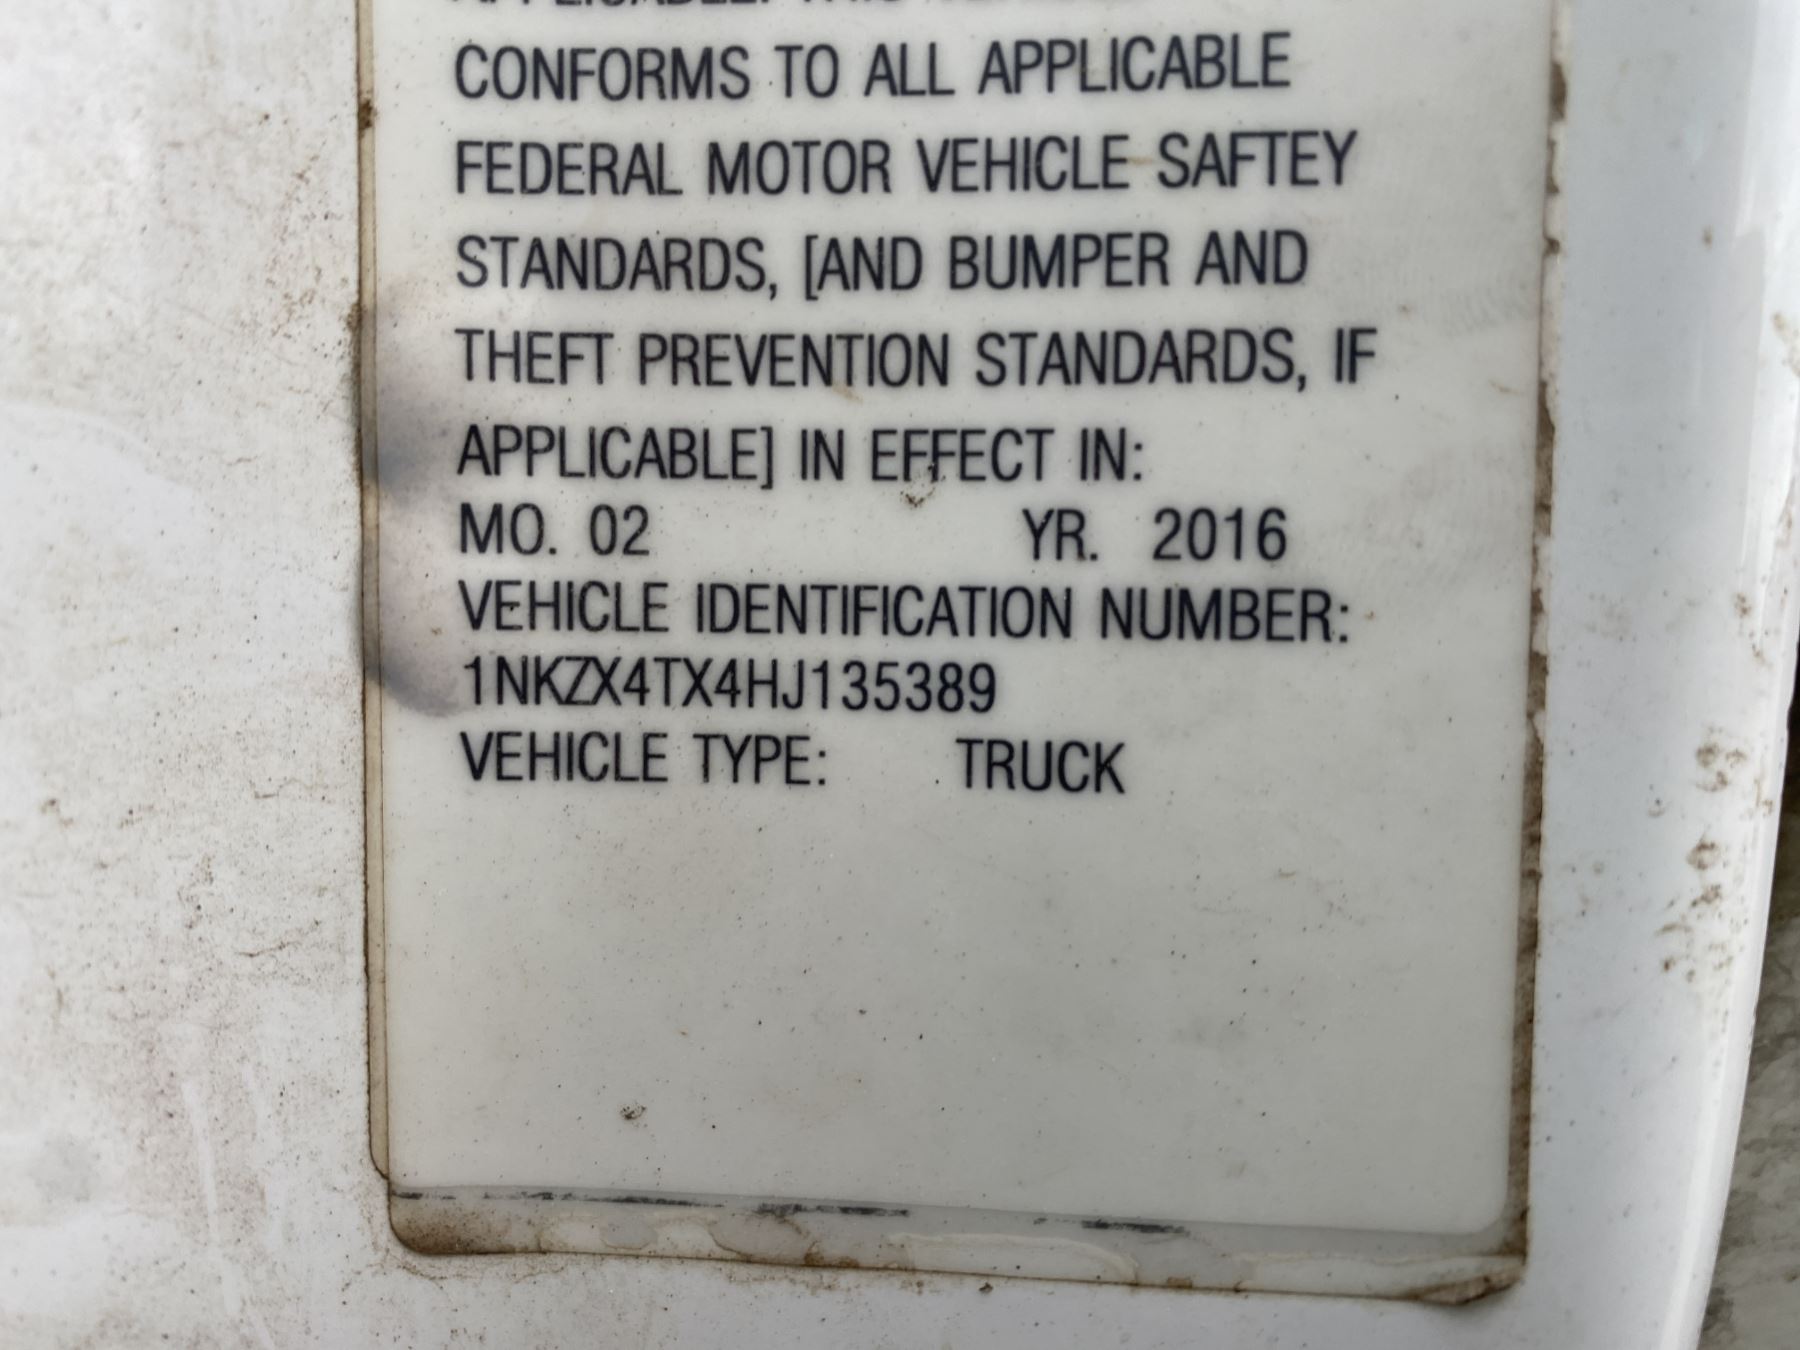 CONFORMS TO ALL APPLICABLE
FEDERAL MOTOR VEHICLE SAFTEY
STANDARDS, [AND BUMPER AND
THEFT PREVENTION STANDARDS, IF
APPLICABLE] IN EFFECT IN:
MO. 02 YR. 2016
VEHICLE IDENTIFICATION NUMBER:
1NKZX4TX4HJ135389
VEHICLE TYPE: TRUCK